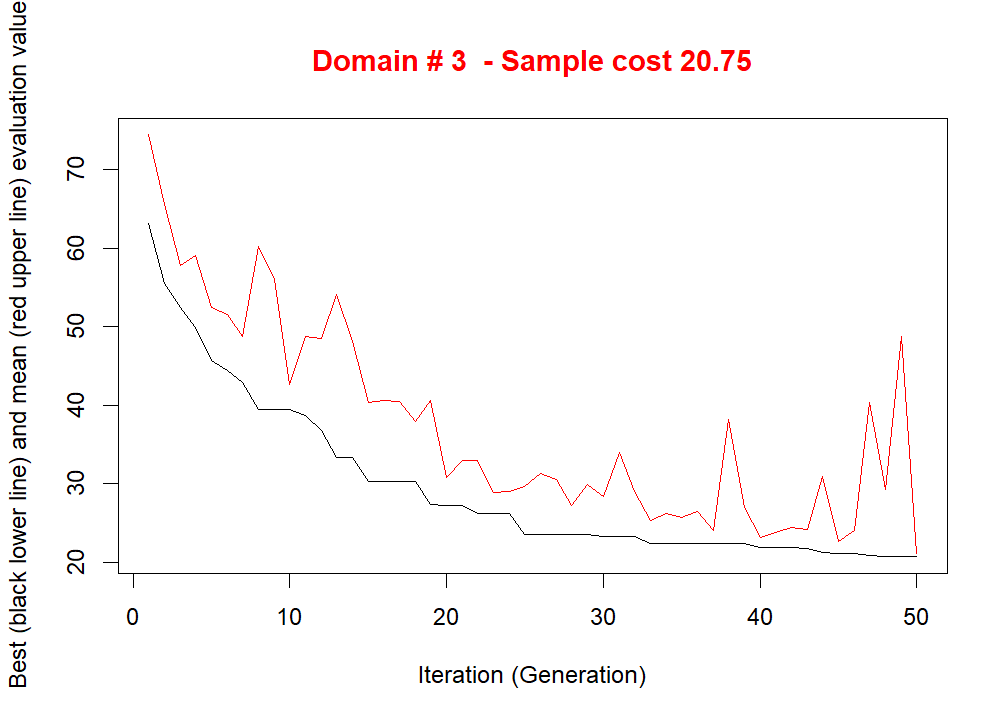 Domain # 3  - Sample cost 20.75
Best (black lower line) and mean (red upper line) evaluation value
70
60
50
40
30
20
0 10 20 30 40 50
Iteration (Generation)